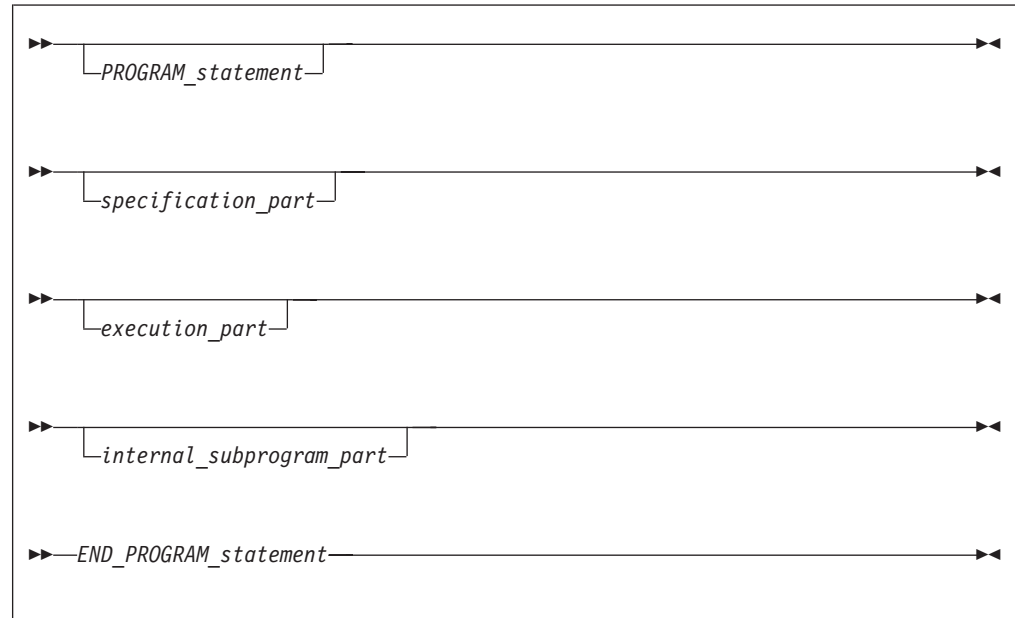 PROGRAM_statement
specification_part
execution_part
internal_subprogram_part
END_PROGRAM_statement